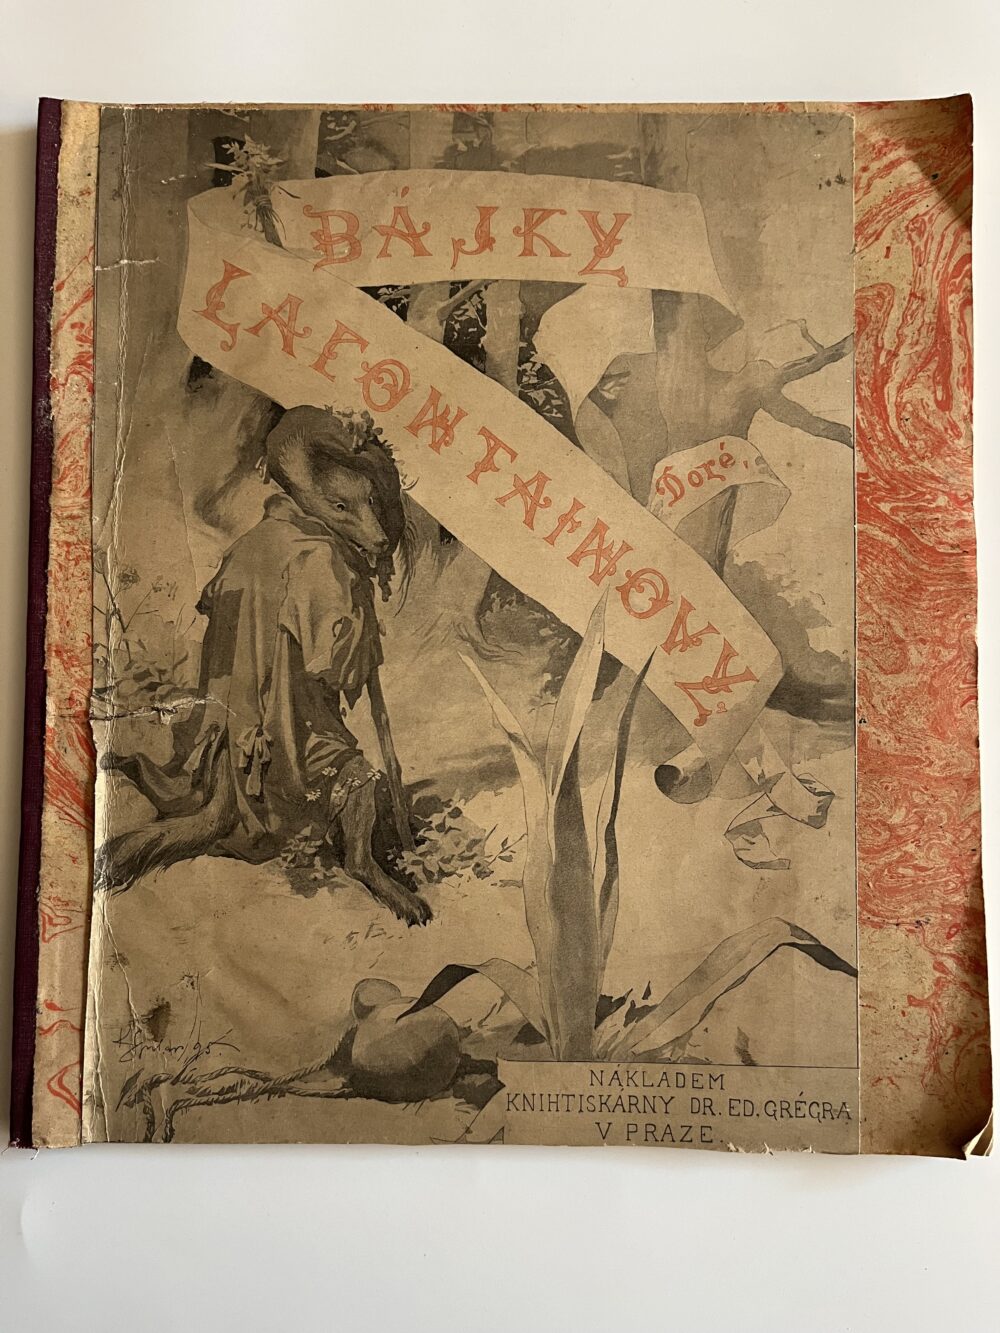 BÁJKY
LAFONTAINOVY.
Doré,
NÁKLADEM
KNIHTISKÁRNY DR. ED. GRÉGRA
V PRAZE.